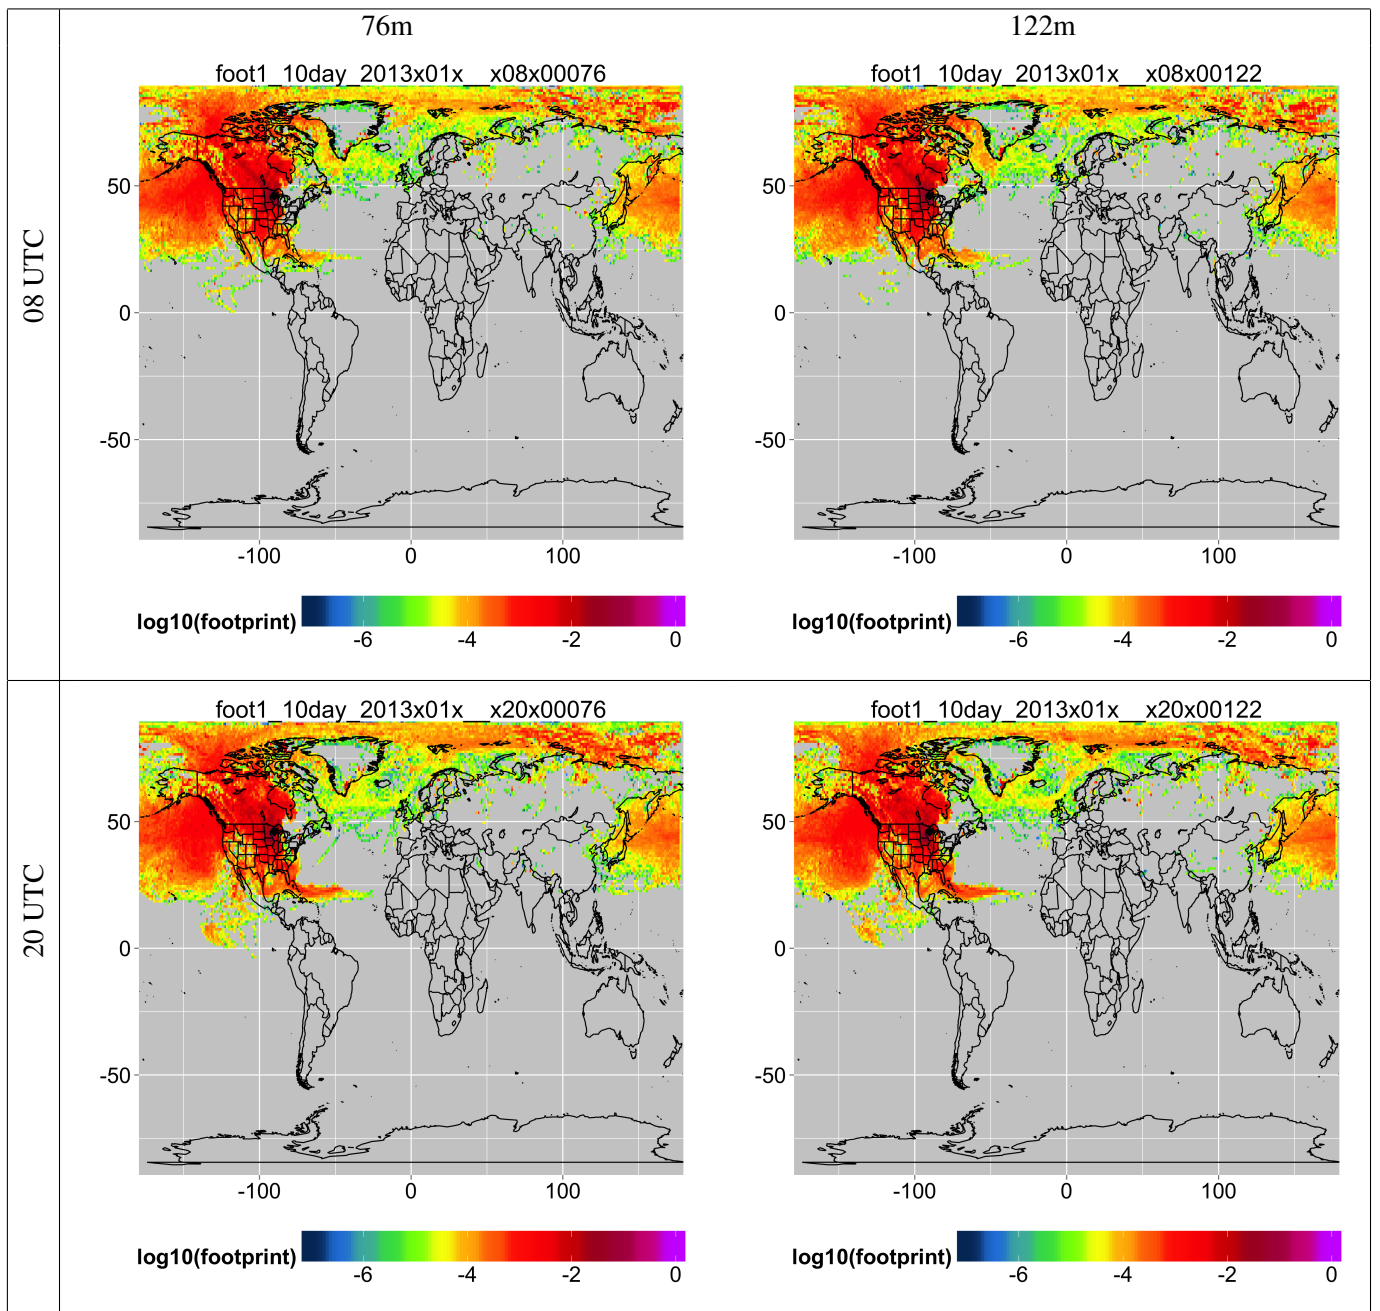 76m 122m
08 UTC
foot1_10day_2013x01x__x08x00076 foot1_10day_2013x01x__x08x00122
50 50
0 0
-50 -50
-100 0 100 -100 0 100
log10(footprint) log10(footprint)
-6 -4 -2 0 -6 -4 -2 0
20 UTC
foot1_10day_2013x01x__x20x00076 foot1_10day_2013x01x__x20x00122
50 50
0 0
-50 -50
-100 0 100 -100 0 100
log10(footprint) log10(footprint)
-6 -4 -2 0 -6 -4 -2 0